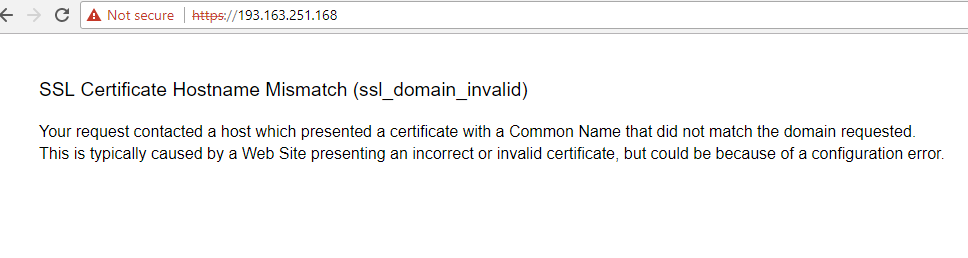 Not secure https://193.163.251.168
SSL Certificate Hostname Mismatch (ssl_domain_invalid)
Your request contacted a host which presented a certificate with a Common Name that did not match the domain requested.
This is typically caused by a Web Site presenting an incorrect or invalid certificate, but could be because of a configuration error.